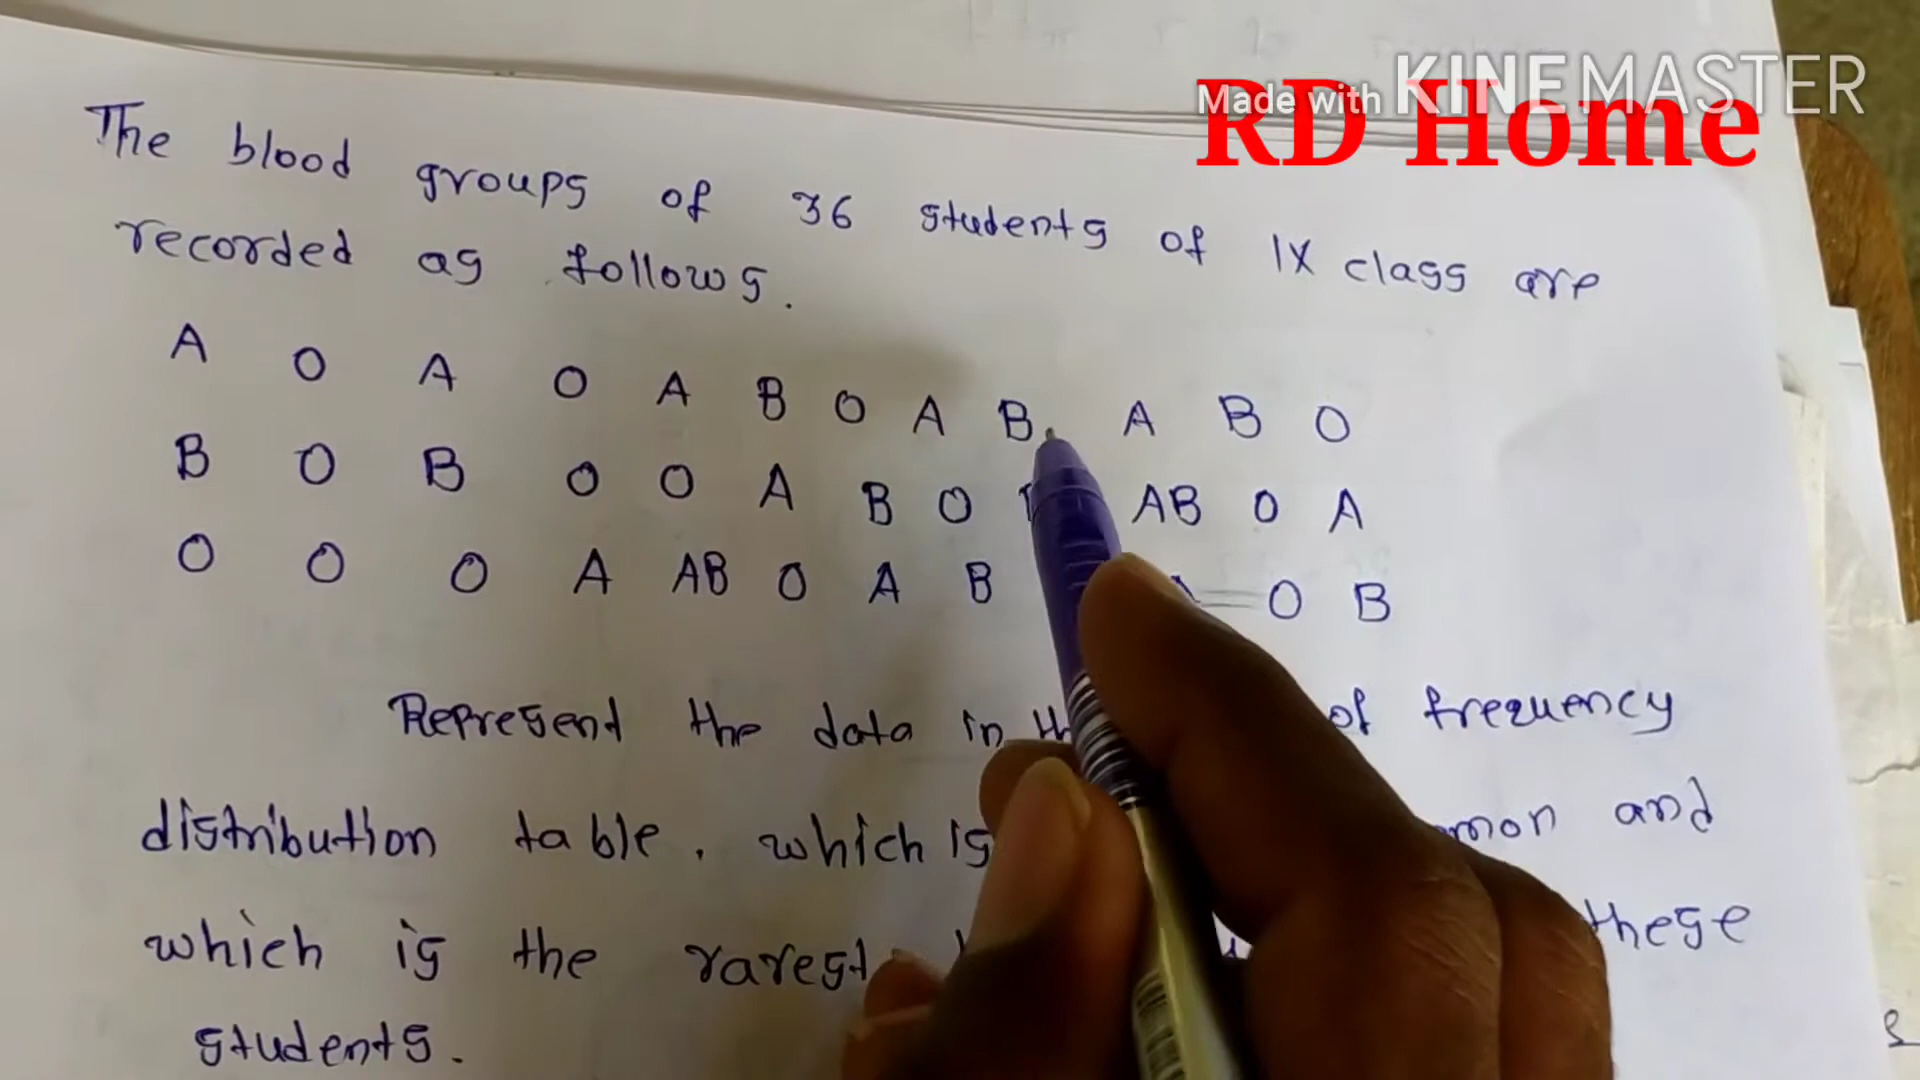 Made with KINEMASTER
RD Home
The blood groups of 36 students of IX class are
recorded as follows.
A O A O A B O A B A B O
B O B O O A B O AB O A
O O O A AB O A B O B
Represend the data in of frequency
distribution table. which is and
which is the rarest these
students.